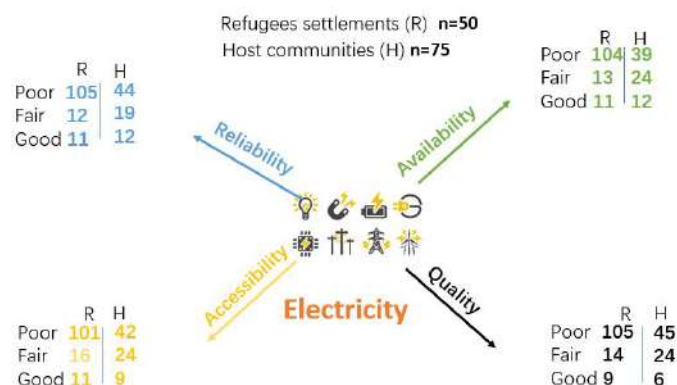 Refugees settlements (R) n=50
Host communities (H) n=75
R H
Poor 105 44
Fair 12 19
Good 11 12
Reliability
R H
Poor 104 39
Fair 13 24
Good 11 12
Availability
Accessibility
Electricity
Quality
R H
Poor 101 42
Fair 16 24
Good 11 9
R H
Poor 105 45
Fair 14 24
Good 9 6